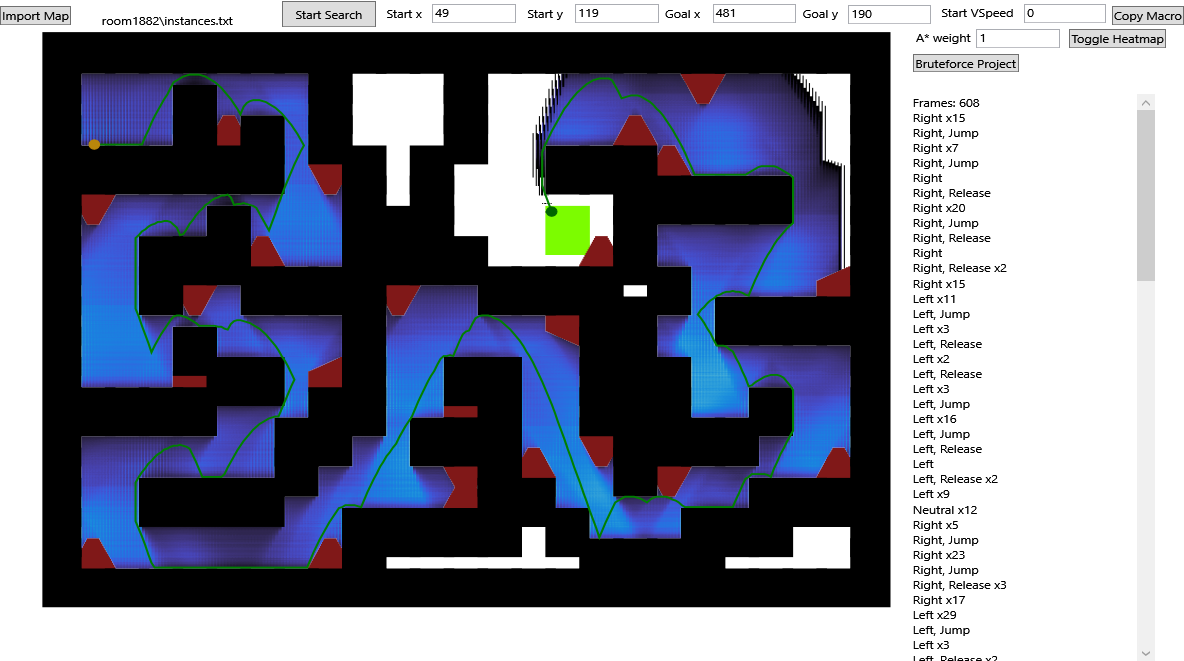 Import Map
room1882\instances.txt
Start Search
Start x 49
Start y 119
Goal x 481
Goal y 190
Start VSpeed 0
Copy Macro
A* weight 1
Toggle Heatmap
Bruteforce Project
Frames: 608
Right x15
Right, Jump
Right x7
Right, Jump
Right
Right, Release
Right x20
Right, Jump
Right, Release
Right
Right, Release x2
Right x15
Left x11
Left, Jump
Left x3
Left, Release
Left x2
Left, Release
Left x3
Left, Jump
Left x16
Left, Jump
Left, Release
Left
Left, Release x2
Left x9
Neutral x12
Right x5
Right, Jump
Right x23
Right, Jump
Right, Release x3
Right x17
Left x29
Left, Jump
Left x3
Left, Release x2